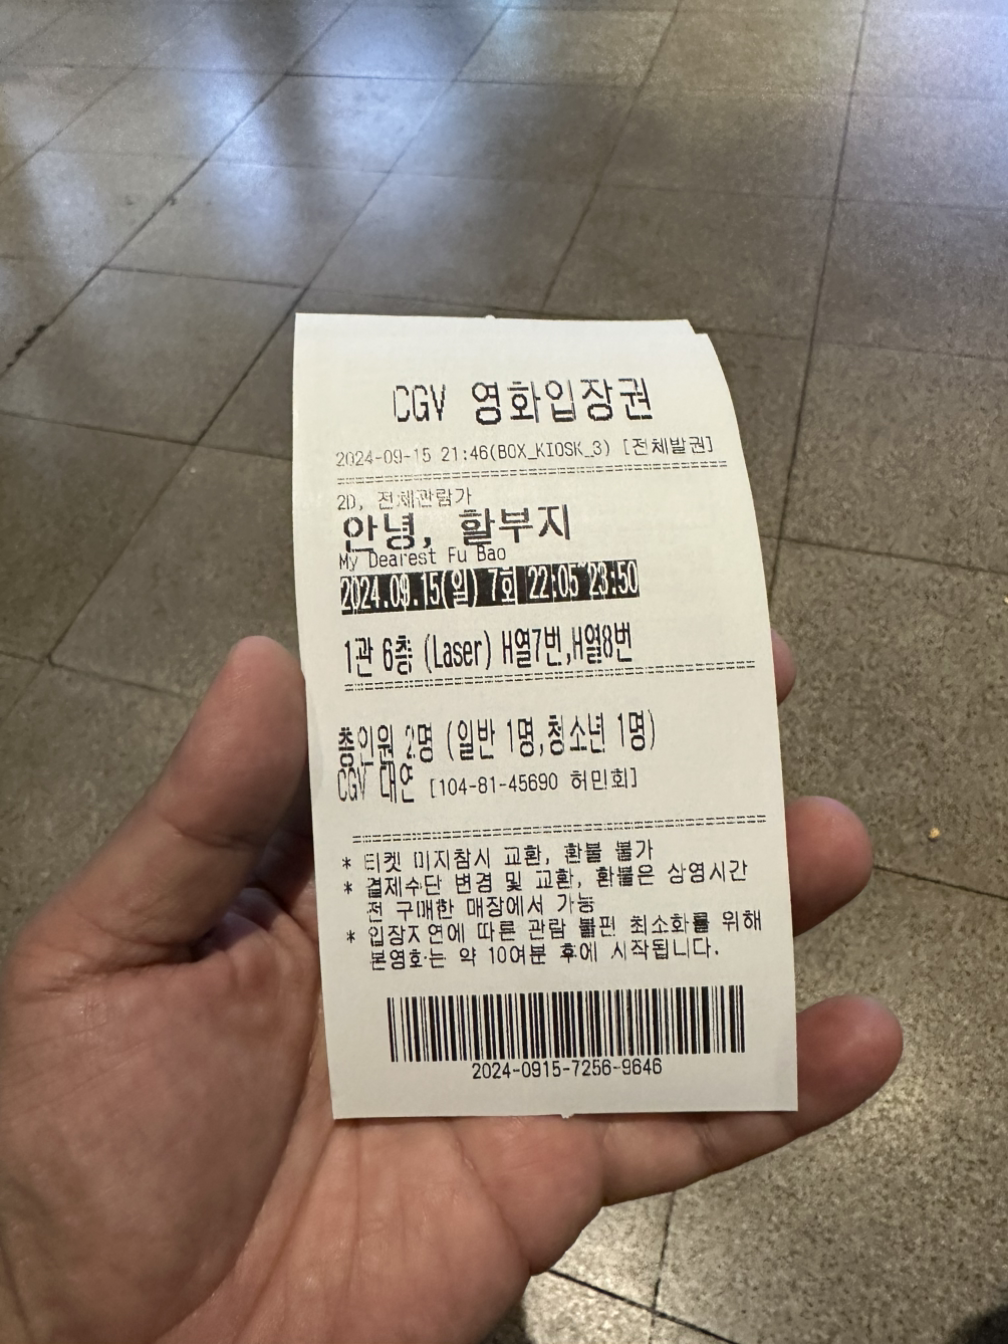 CGV 영화입장권
2024-09-15 21:46(BOX_KIOSK_3) [전체발권]
2D, 전체관람가
안녕, 할부지
My Dearest Fu Bao
2024.09.15(일) 7회 22:05~23:50
1관 6층 (Laser) H열7번,H열8번
총인원 2명 (일반 1명,청소년 1명)
CGV 대연 [104-81-45690 허민회]
* 티켓 미지참시 교환, 환불 불가
* 결제수단 변경 및 교환, 환불은 상영시간
전 구매한 매장에서 가능
* 입장지연에 따른 관람 불편 최소화를 위해
본영화는 약 10여분 후에 시작됩니다.
2024-0915-7256-9646